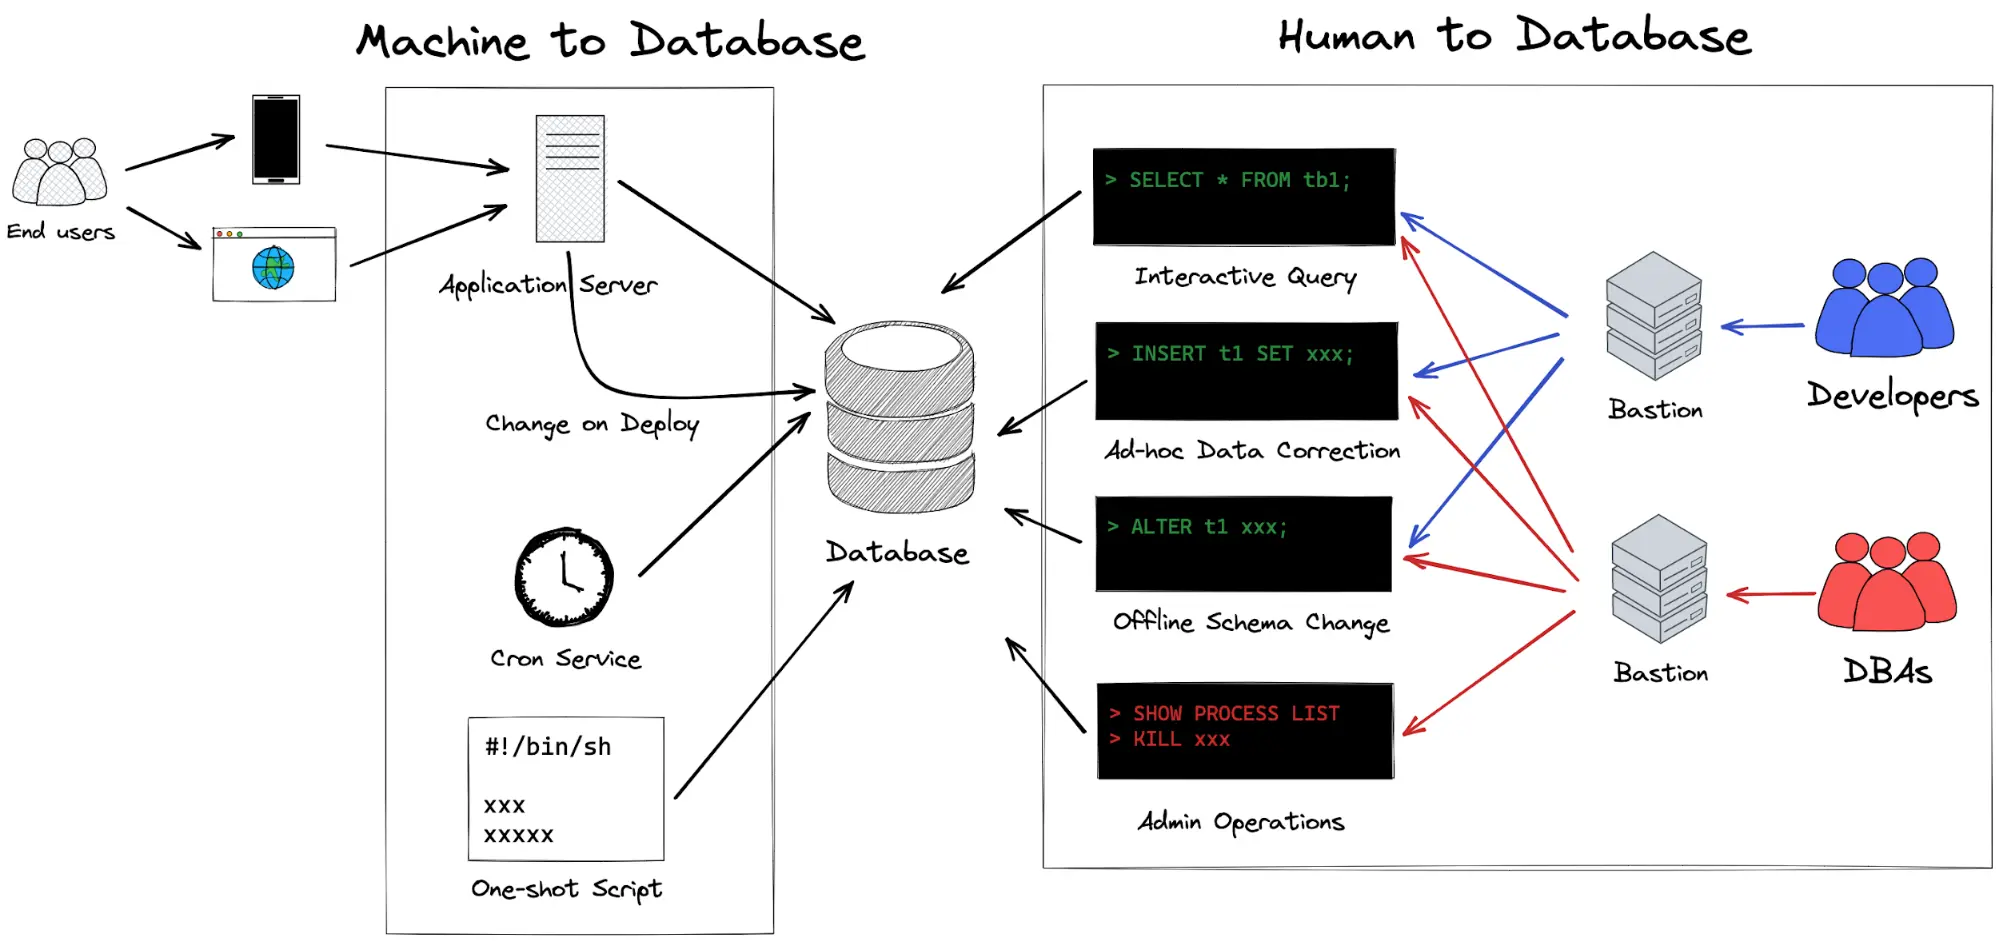 Machine to Database
Human to Database
End users
Application Server
Change on Deploy
Cron Service
#!/bin/sh
xxx
xxxxx
One-shot Script
Database
> SELECT * FROM tb1;
Interactive Query
> INSERT t1 SET xxx;
Ad-hoc Data Correction
> ALTER t1 xxx;
Offline Schema Change
> SHOW PROCESS LIST
> KILL xxx
Admin Operations
Bastion
Developers
Bastion
DBAs